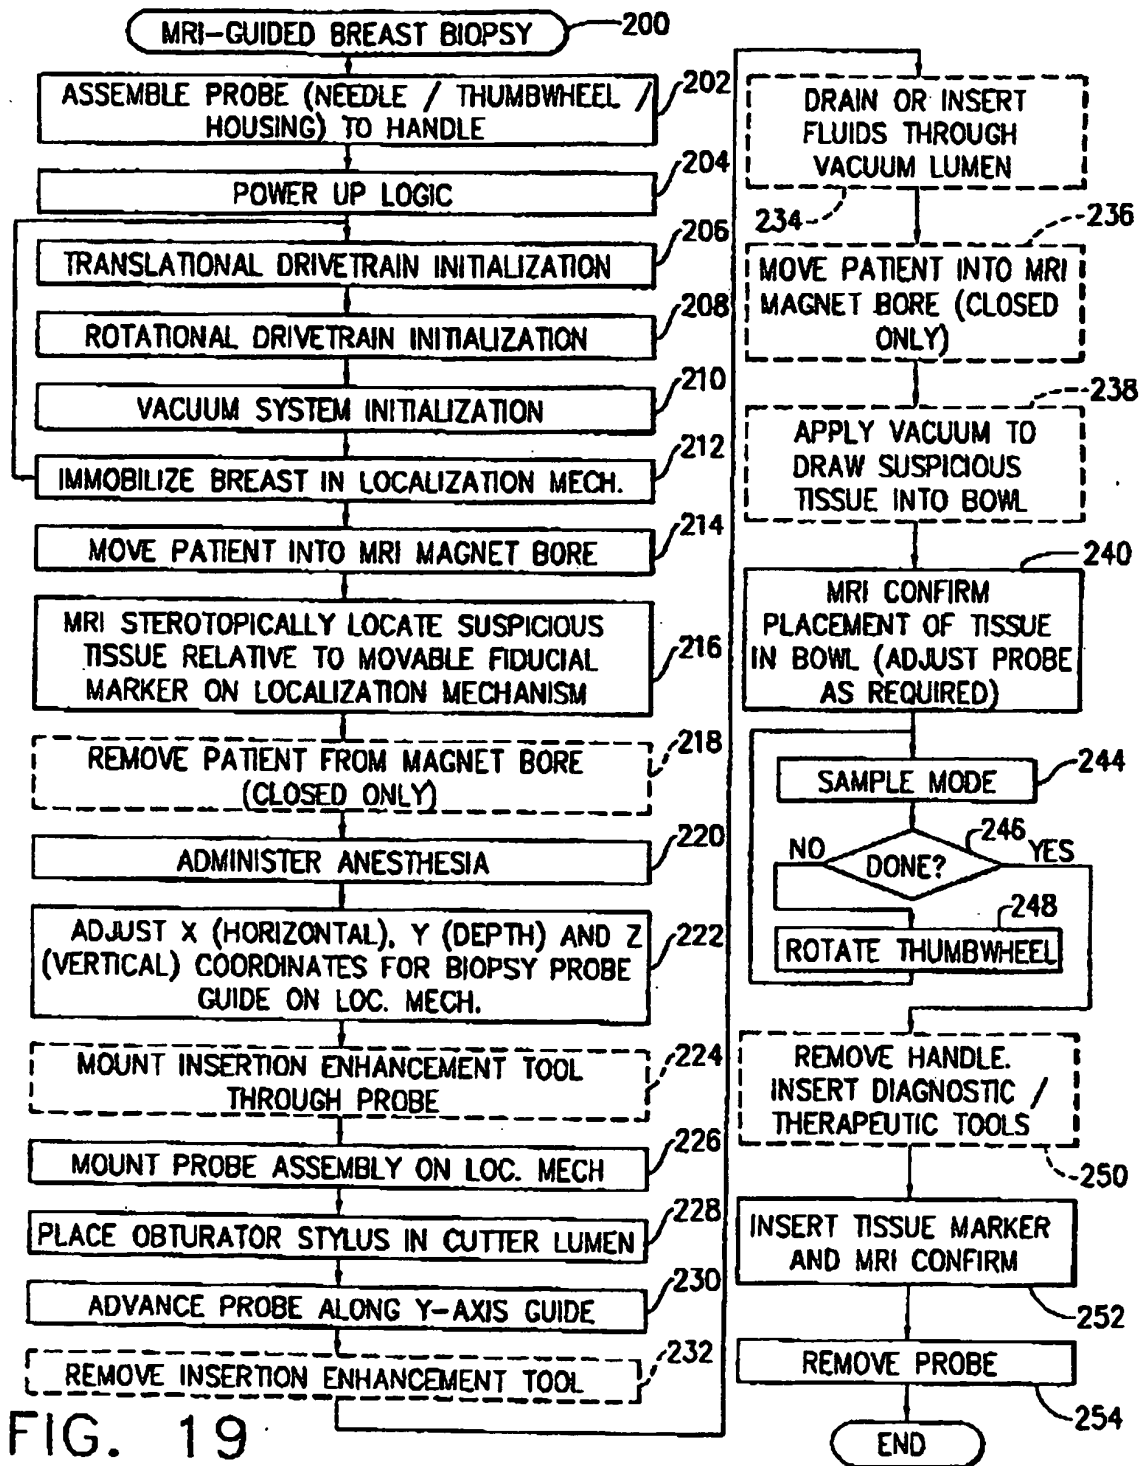 MRI-GUIDED BREAST BIOPSY
200
ASSEMBLE PROBE (NEEDLE / THUMBWHEEL /
HOUSING) TO HANDLE
202
POWER UP LOGIC
204
TRANSLATIONAL DRIVETRAIN INITIALIZATION
206
ROTATIONAL DRIVETRAIN INITIALIZATION
208
VACUUM SYSTEM INITIALIZATION
210
IMMOBILIZE BREAST IN LOCALIZATION MECH.
212
MOVE PATIENT INTO MRI MAGNET BORE
214
MRI STEROTOPICALLY LOCATE SUSPICIOUS
TISSUE RELATIVE TO MOVABLE FIDUCIAL
MARKER ON LOCALIZATION MECHANISM
216
REMOVE PATIENT FROM MAGNET BORE
(CLOSED ONLY)
218
ADMINISTER ANESTHESIA
220
ADJUST X (HORIZONTAL), Y (DEPTH) AND Z
(VERTICAL) COORDINATES FOR BIOPSY PROBE
GUIDE ON LOC. MECH.
222
MOUNT INSERTION ENHANCEMENT TOOL
THROUGH PROBE
224
MOUNT PROBE ASSEMBLY ON LOC. MECH
226
PLACE OBTURATOR STYLUS IN CUTTER LUMEN
228
ADVANCE PROBE ALONG Y-AXIS GUIDE
230
REMOVE INSERTION ENHANCEMENT TOOL
232
DRAIN OR INSERT
FLUIDS THROUGH
VACUUM LUMEN
234
236
MOVE PATIENT INTO MRI
MAGNET BORE (CLOSED
ONLY)
238
APPLY VACUUM TO
DRAW SUSPICIOUS
TISSUE INTO BOWL
240
MRI CONFIRM
PLACEMENT OF TISSUE
IN BOWL (ADJUST PROBE
AS REQUIRED)
SAMPLE MODE
244
246
NO
DONE?
YES
248
ROTATE THUMBWHEEL
REMOVE HANDLE.
INSERT DIAGNOSTIC /
THERAPEUTIC TOOLS
250
INSERT TISSUE MARKER
AND MRI CONFIRM
252
REMOVE PROBE
254
END
FIG. 19